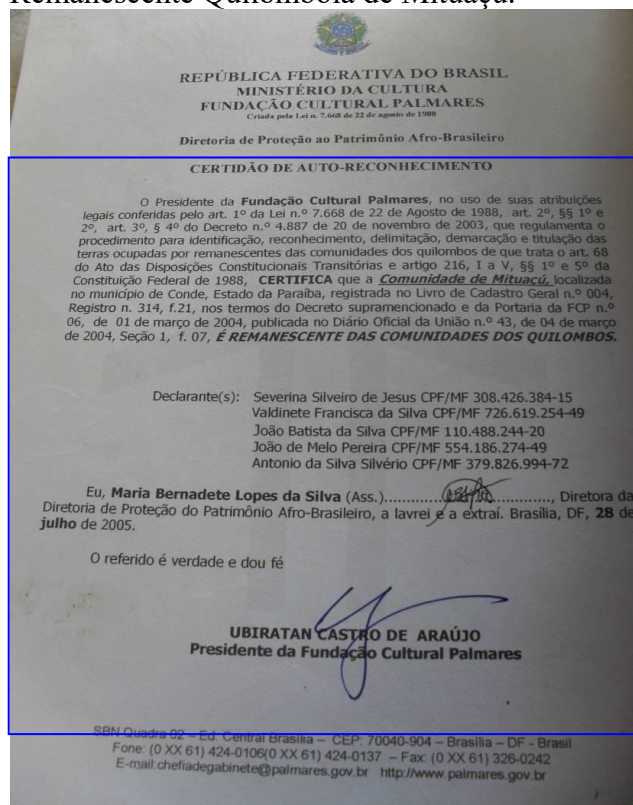 Remanescente Quilombola de Mituaçu.
REPÚBLICA FEDERATIVA DO BRASIL
MINISTÉRIO DA CULTURA
FUNDAÇÃO CULTURAL PALMARES
Criada pela Lei n. 7.668 de 22 de agosto de 1988
Diretoria de Proteção ao Patrimônio Afro-Brasileiro
CERTIDÃO DE AUTO-RECONHECIMENTO
O Presidente da Fundação Cultural Palmares, no uso de suas atribuições
legais conferidas pelo art. 1º da Lei n.º 7.668 de 22 de Agosto de 1988, art. 2º, §§ 1º e
2º, art. 3º, § 4º do Decreto n.º 4.887 de 20 de novembro de 2003, que regulamenta o
procedimento para identificação, reconhecimento, delimitação, demarcação e titulação das
terras ocupadas por remanescentes das comunidades dos quilombos de que trata o art. 68
do Ato das Disposições Constitucionais Transitórias e artigo 216, I a V, §§ 1º e 5º da
Constituição Federal de 1988, CERTIFICA que a Comunidade de Mituaçú, localizada
no município de Conde, Estado da Paraíba, registrada no Livro de Cadastro Geral n.º 004,
Registro n. 314, f.21, nos termos do Decreto supramencionado e da Portaria da FCP n.º
06, de 01 de março de 2004, publicada no Diário Oficial da União n.º 43, de 04 de março
de 2004, Seção 1, f. 07, É REMANESCENTE DAS COMUNIDADES DOS QUILOMBOS.
Declarante(s): Severina Silveiro de Jesus CPF/MF 308.426.384-15
Valdinete Francisca da Silva CPF/MF 726.619.254-49
João Batista da Silva CPF/MF 110.488.244-20
João de Melo Pereira CPF/MF 554.186.274-49
Antonio da Silva Silvério CPF/MF 379.826.994-72
Eu, Maria Bernadete Lopes da Silva (Ass.)......................, Diretora da
Diretoria de Proteção do Patrimônio Afro-Brasileiro, a lavrei e a extraí. Brasília, DF, 28 de
julho de 2005.
O referido é verdade e dou fé
UBIRATAN CASTRO DE ARAÚJO
Presidente da Fundação Cultural Palmares
SBN Quadra 02 – Ed. Central Brasília – CEP: 70040-904 – Brasília – DF - Brasil
Fone: (0 XX 61) 424-0106(0 XX 61) 424-0137 – Fax: (0 XX 61) 326-0242
E-mail:chefiadegabinete@palmares.gov.br http://www.palmares.gov.br